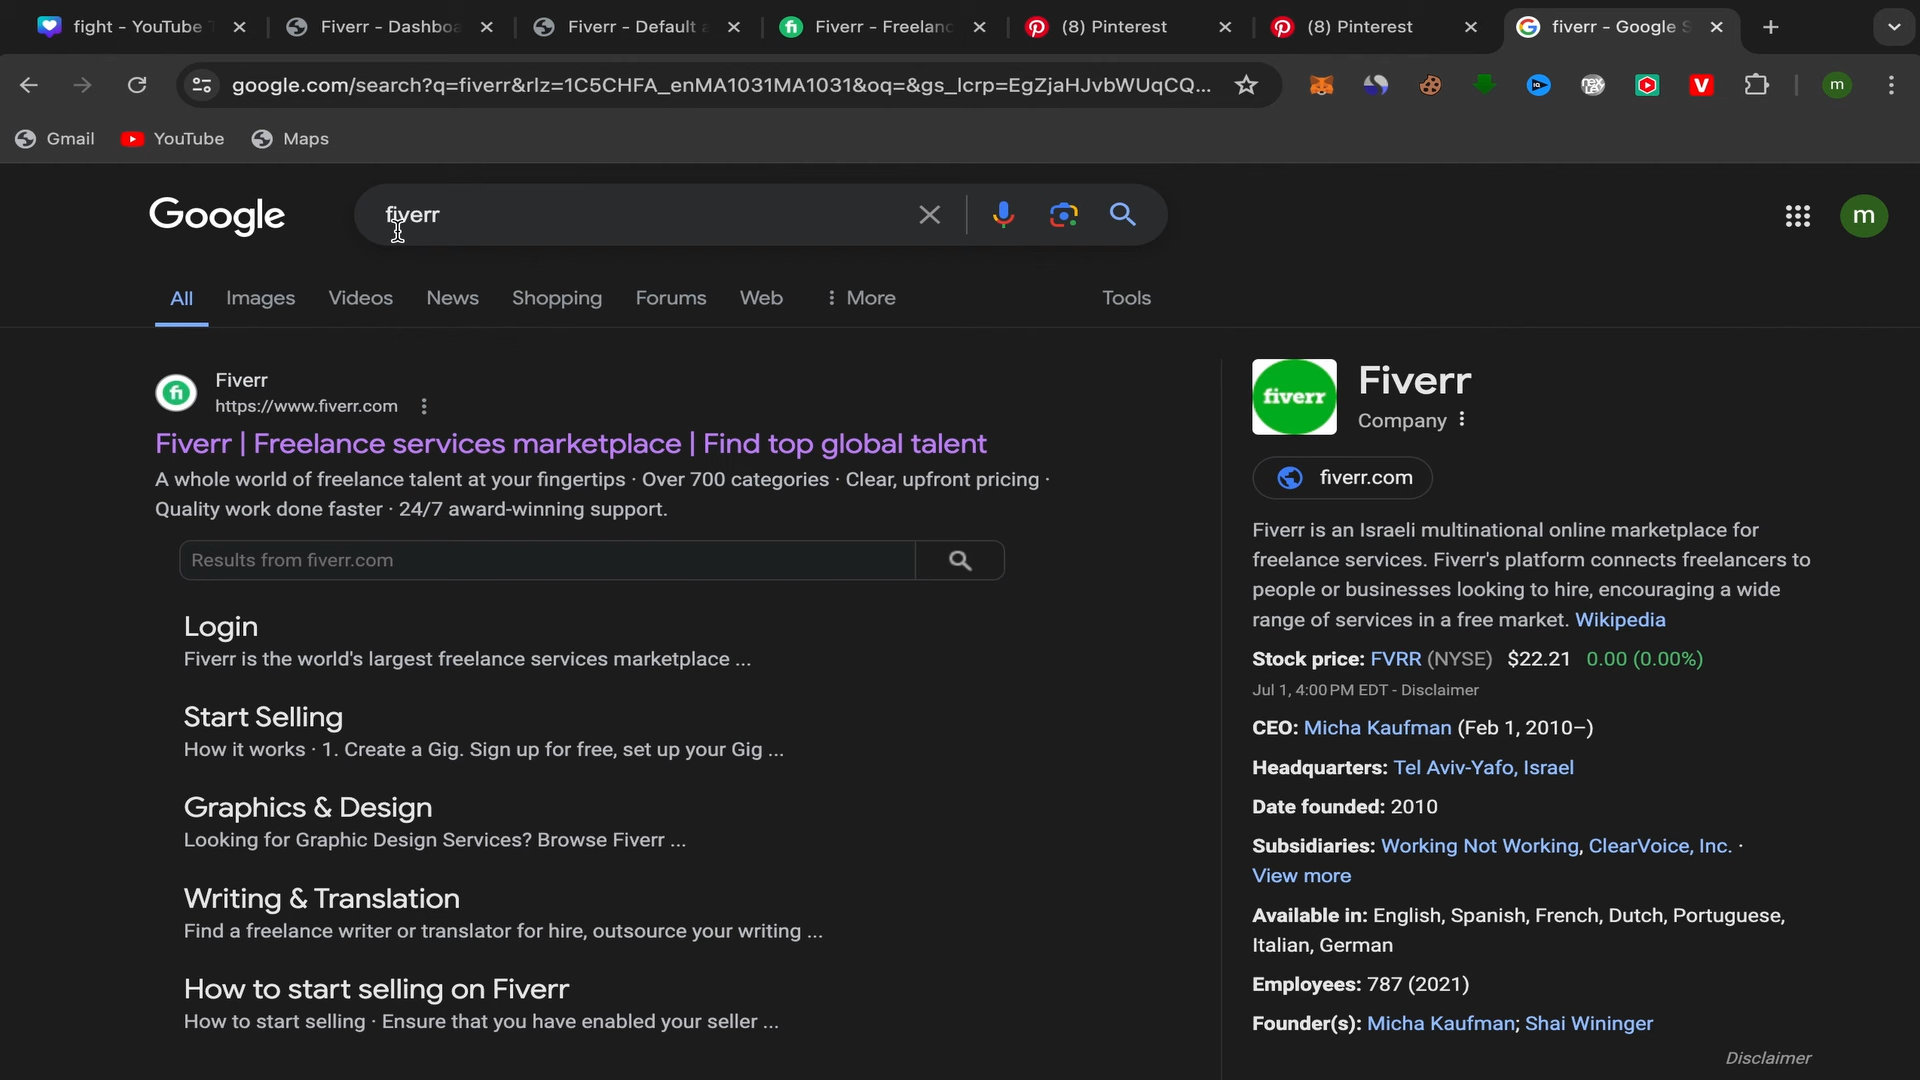 fight - YouTube
Fiverr - Dashbo
Fiverr - Default
Fiverr - Freelanc
(8) Pinterest
(8) Pinterest
fiverr - Google S
google.com/search?q=fiverr&rlz=1C5CHFA_enMA1031MA1031&oq=&gs_lcrp=EgZjaHJvbWUqCQ...
m
Gmail
YouTube
Maps
Google
fiverr
m
All
Images
Videos
News
Shopping
Forums
Web
More
Tools
Fiverr
https://www.fiverr.com
Fiverr | Freelance services marketplace | Find top global talent
A whole world of freelance talent at your fingertips · Over 700 categories · Clear, upfront pricing ·
Quality work done faster · 24/7 award-winning support.
Results from fiverr.com
Login
Fiverr is the world's largest freelance services marketplace ...
Start Selling
How it works · 1. Create a Gig. Sign up for free, set up your Gig ...
Graphics & Design
Looking for Graphic Design Services? Browse Fiverr ...
Writing & Translation
Find a freelance writer or translator for hire, outsource your writing ...
How to start selling on Fiverr
How to start selling · Ensure that you have enabled your seller ...
fiverr
Fiverr
Company
fiverr.com
Fiverr is an Israeli multinational online marketplace for
freelance services. Fiverr's platform connects freelancers to
people or businesses looking to hire, encouraging a wide
range of services in a free market. Wikipedia
Stock price: FVRR (NYSE) $22.21 0.00 (0.00%)
Jul 1, 4:00 PM EDT - Disclaimer
CEO: Micha Kaufman (Feb 1, 2010–)
Headquarters: Tel Aviv-Yafo, Israel
Date founded: 2010
Subsidiaries: Working Not Working, ClearVoice, Inc. ·
View more
Available in: English, Spanish, French, Dutch, Portuguese,
Italian, German
Employees: 787 (2021)
Founder(s): Micha Kaufman; Shai Wininger
Disclaimer